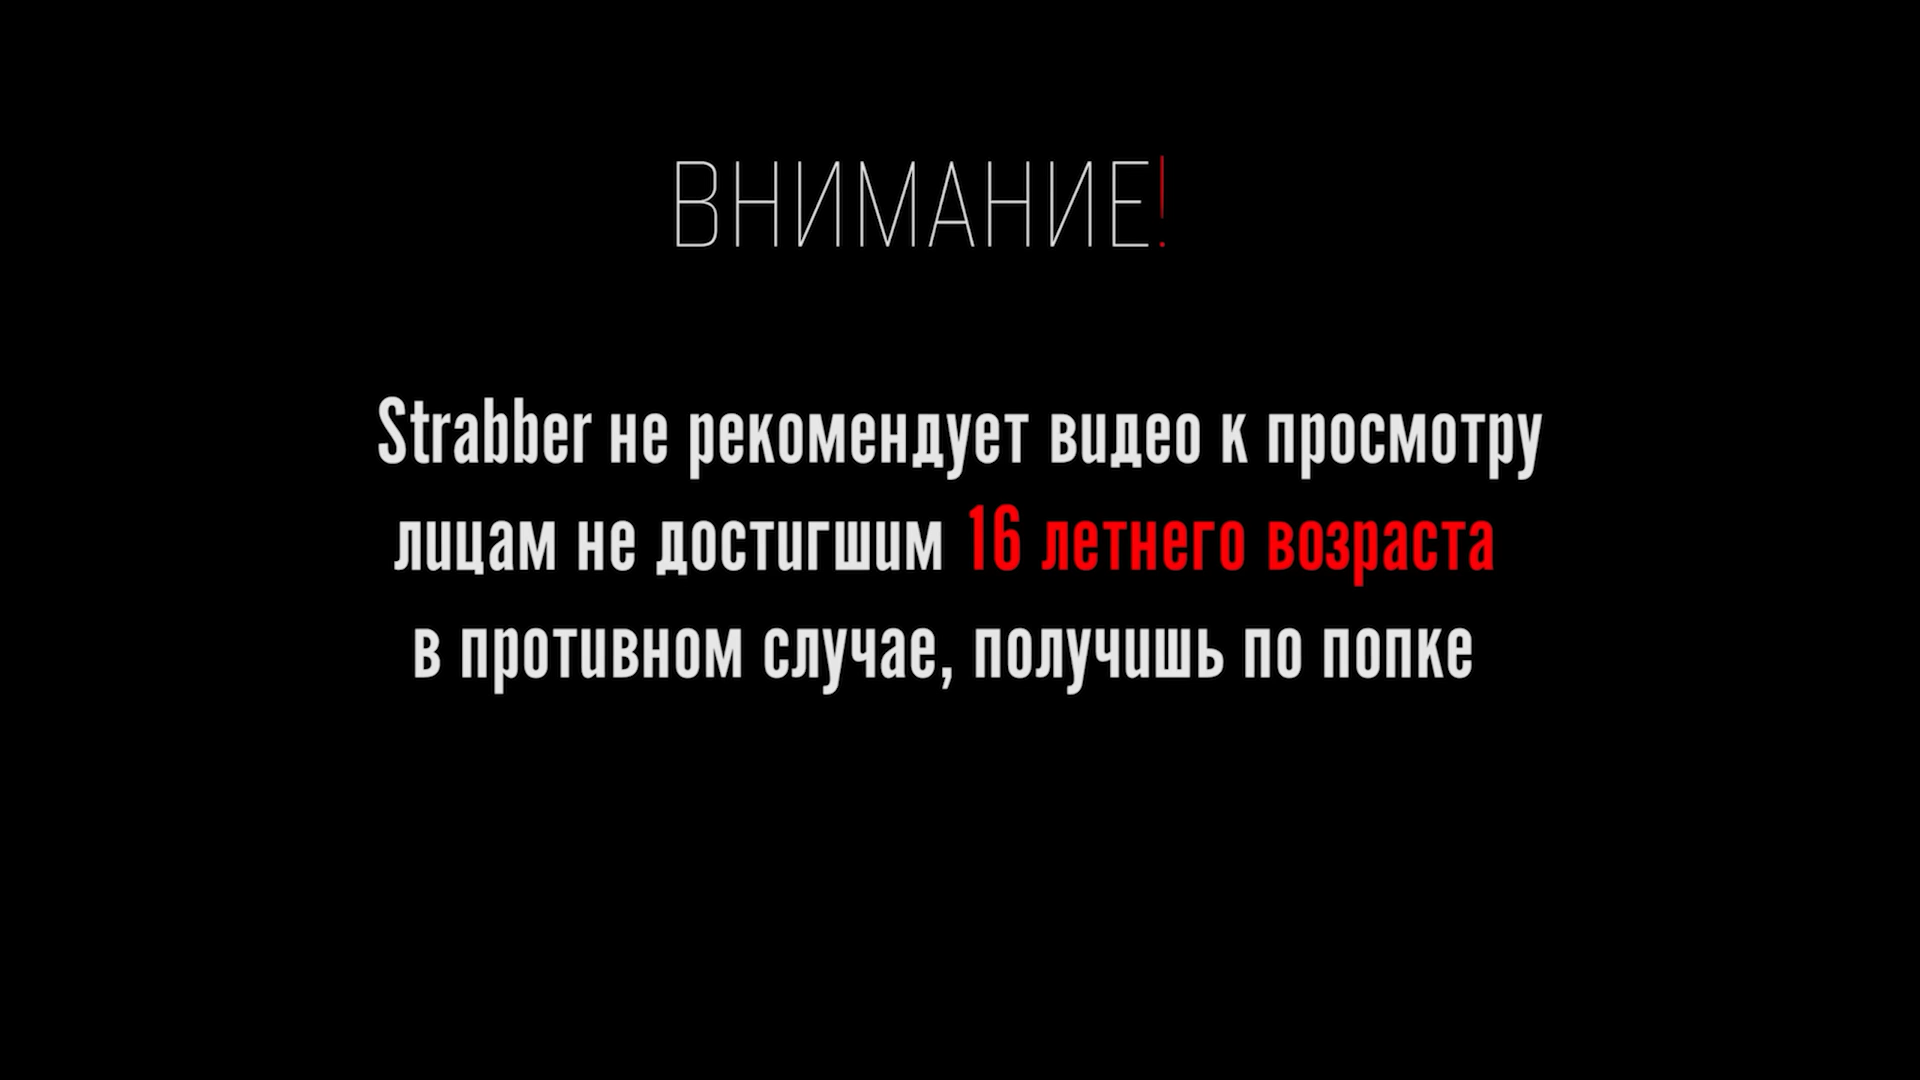 ВНИМАНИЕ!
Strabber не рекомендует видео к просмотру
лицам не достигшим 16 летнего возраста
в противном случае, получишь по попке